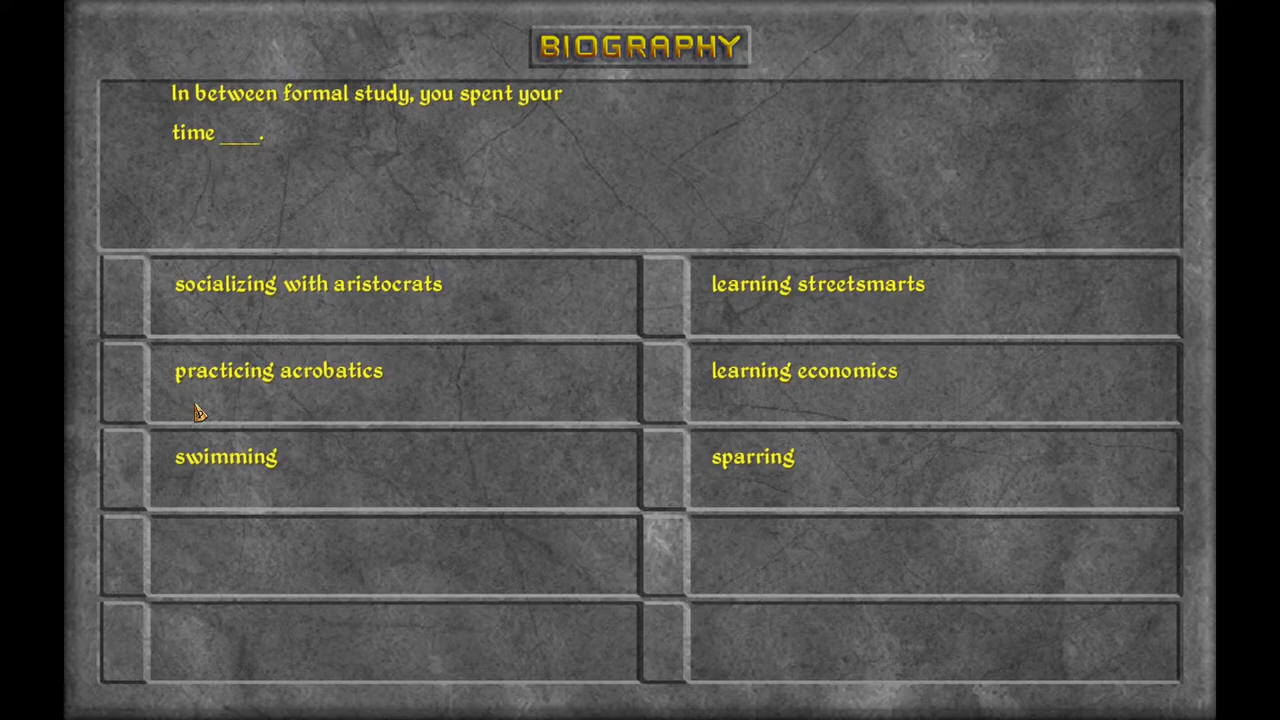 BIOGRAPHY
In between formal study, you spent your
time ____.
socializing with aristocrats
learning streetsmarts
practicing acrobatics
learning economics
swimming
sparring